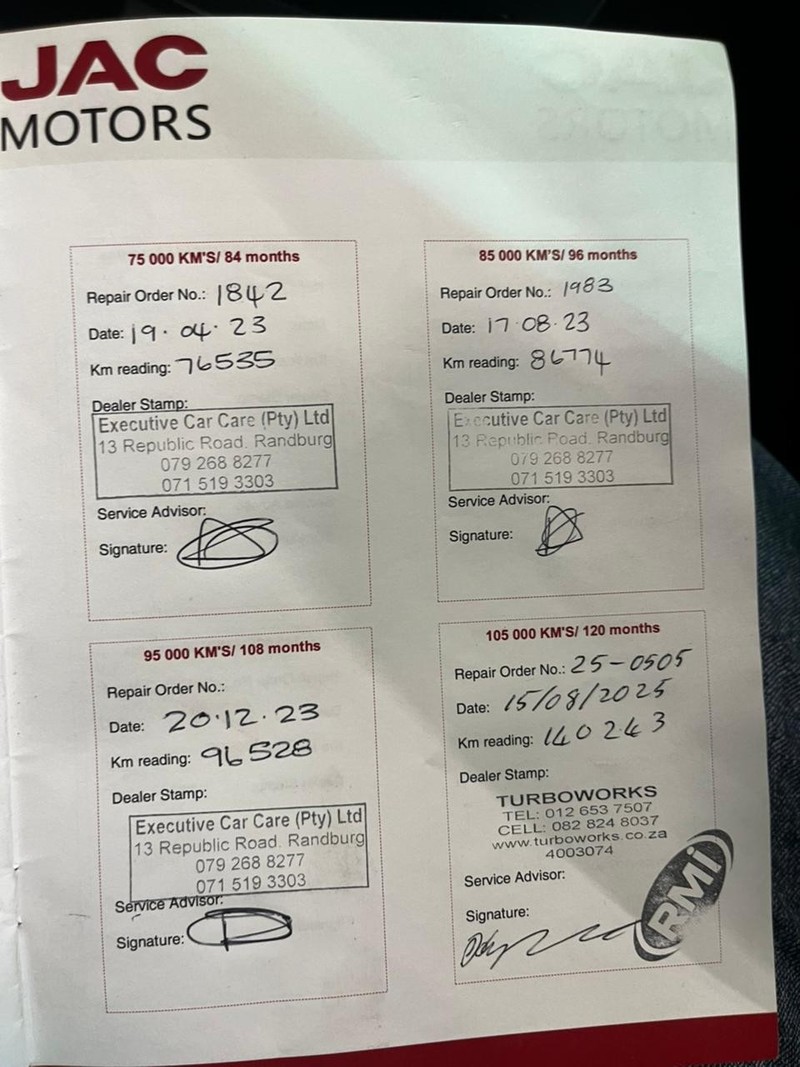 JAC
MOTORS
75 000 KM'S/ 84 months
Repair Order No.: 1842
Date: 19.04.23
Km reading: 76535
Dealer Stamp:
Executive Car Care (Pty) Ltd
13 Republic Road. Randburg
079 268 8277
071 519 3303
Service Advisor:
Signature:
85 000 KM'S/ 96 months
Repair Order No.: 1983
Date: 17.08.23
Km reading: 86774
Dealer Stamp:
Executive Car Care (Pty) Ltd
13 Republic Road. Randburg
079 268 8277
071 519 3303
Service Advisor:
Signature:
95 000 KM'S/ 108 months
Repair Order No.:
Date: 20.12.23
Km reading: 96528
Dealer Stamp:
Executive Car Care (Pty) Ltd
13 Republic Road. Randburg
079 268 8277
071 519 3303
Service Advisor:
Signature:
105 000 KM'S/ 120 months
Repair Order No.: 25-0505
Date: 15/08/2025
Km reading: 140243
Dealer Stamp:
TURBOWORKS
TEL: 012 653 7507
CELL: 082 824 8037
www.turboworks.co.za
4003074
Service Advisor:
Signature:
RMi